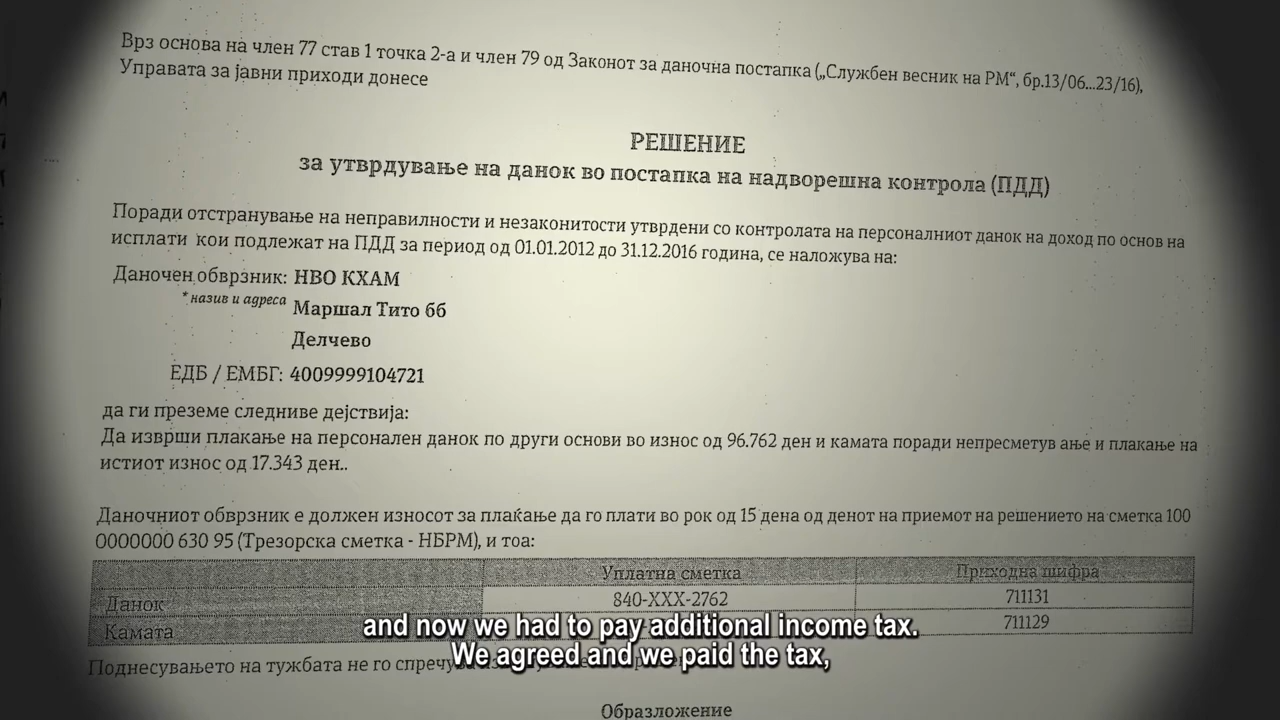 Врз основа на член 77 став 1 точка 2-а и член 79 од Законот за даночна постапка („Службен весник на РМ“, бр.13/06...23/16),
Управата за јавни приходи донесе
РЕШЕНИЕ
за утврдување на данок во постапка на надворешна контрола (ПДД)
Поради отстранување на неправилности и незаконитости утврдени со контролата на персоналниот данок на доход по основ на
исплати кои подлежат на ПДД за период од 01.01.2012 до 31.12.2016 година, се наложува на:
Даночен обврзник: НВО КХАМ
* назив и адреса Маршал Тито бб
Делчево
ЕДБ / ЕМБГ: 4009999104721
да ги преземе следниве дејствија:
Да изврши плакање на персонален данок по други основи во износ од 96.762 ден и камата поради непресметув ање и плакање на
истиот износ од 17.343 ден..
Даночниот обврзник е должен износот за плаќање да го плати во рок од 15 дена од денот на приемот на решението на сметка 100
0000000 630 95 (Трезорска сметка - НБРМ), и тоа:
Уплатна сметка Приходна шифра
Данок 840-ХХХ-2762 711131
Камата 711129
and now we had to pay additional income tax.
We agreed and we paid the tax,
Поднесувањето на тужбата не го
Образложение